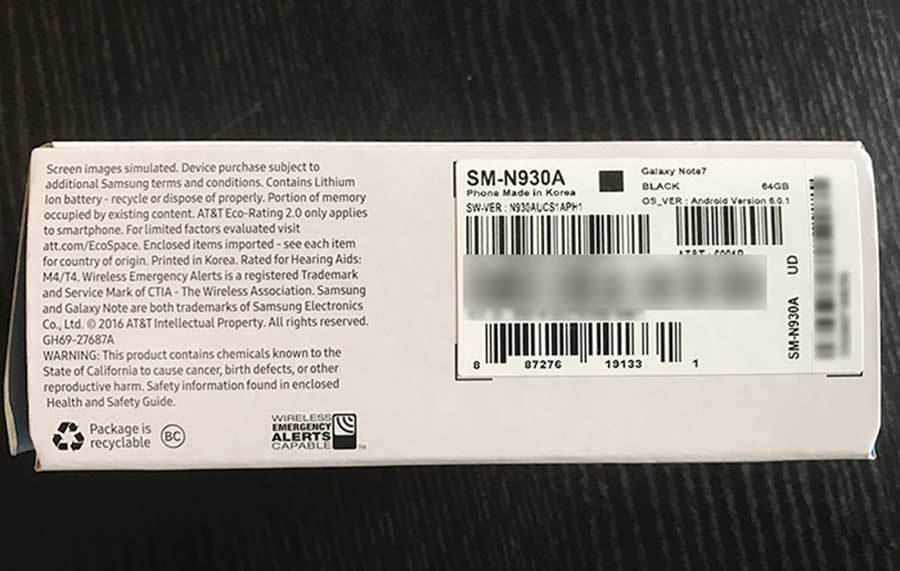 Screen images simulated. Device purchase subject to
additional Samsung terms and conditions. Contains Lithium
Ion battery - recycle or dispose of properly. Portion of memory
occupied by existing content. AT&T Eco-Rating 2.0 only applies
to smartphone. For limited factors evaluated visit
att.com/EcoSpace. Enclosed items imported - see each item
for country of origin. Printed in Korea. Rated for Hearing Aids:
M4/T4. Wireless Emergency Alerts is a registered Trademark
and Service Mark of CTIA - The Wireless Association. Samsung
and Galaxy Note are both trademarks of Samsung Electronics
Co., Ltd. © 2016 AT&T Intellectual Property. All rights reserved.
GH69-27687A
WARNING: This product contains chemicals known to the
State of California to cause cancer, birth defects, or other
reproductive harm. Safety information found in enclosed
Health and Safety Guide.
Package is
recyclable
BC
WIRELESS
EMERGENCY
ALERTS
CAPABLE
TM
SM-N930A
Phone Made in Korea
SW-VER : N930AUCS1APH1
Galaxy Note7
BLACK 64GB
OS_VER : Android Version 6.0.1
8 87276 19133 1
SM-N930A UD